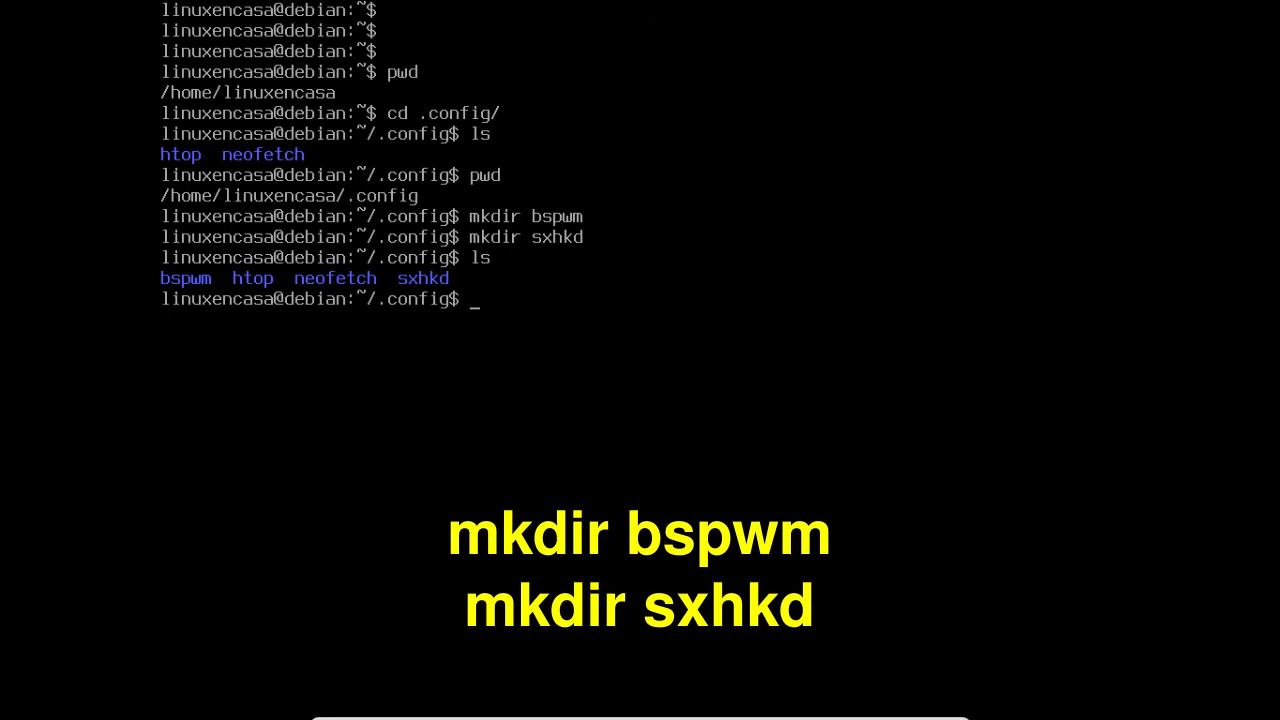 linuxencasa@debian:~$
linuxencasa@debian:~$
linuxencasa@debian:~$
linuxencasa@debian:~$ pwd
/home/linuxencasa
linuxencasa@debian:~$ cd .config/
linuxencasa@debian:~/.config$ ls
htop  neofetch
linuxencasa@debian:~/.config$ pwd
/home/linuxencasa/.config
linuxencasa@debian:~/.config$ mkdir bspwm
linuxencasa@debian:~/.config$ mkdir sxhkd
linuxencasa@debian:~/.config$ ls
bspwm  htop  neofetch  sxhkd
linuxencasa@debian:~/.config$ _
mkdir bspwm
mkdir sxhkd